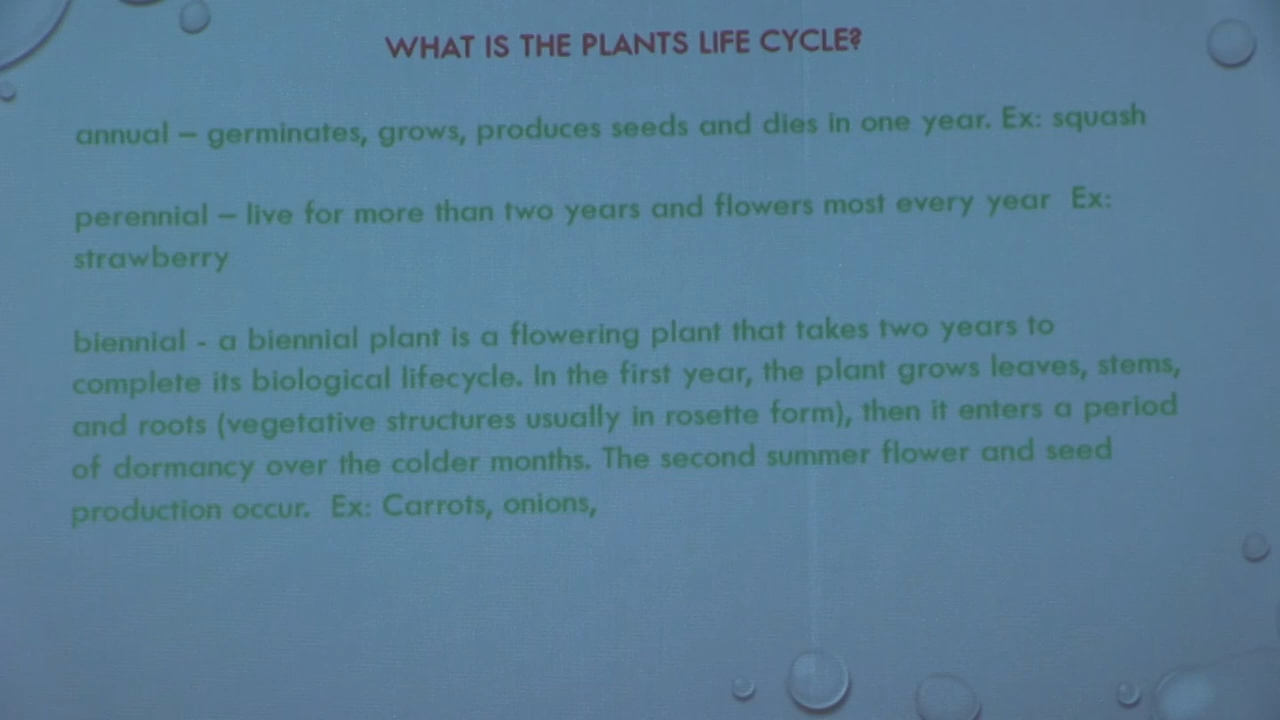 WHAT IS THE PLANTS LIFE CYCLE?
annual – germinates, grows, produces seeds and dies in one year. Ex: squash
perennial – live for more than two years and flowers most every year Ex:
strawberry
biennial - a biennial plant is a flowering plant that takes two years to
complete its biological lifecycle. In the first year, the plant grows leaves, stems,
and roots (vegetative structures usually in rosette form), then it enters a period
of dormancy over the colder months. The second summer flower and seed
production occur. Ex: Carrots, onions,